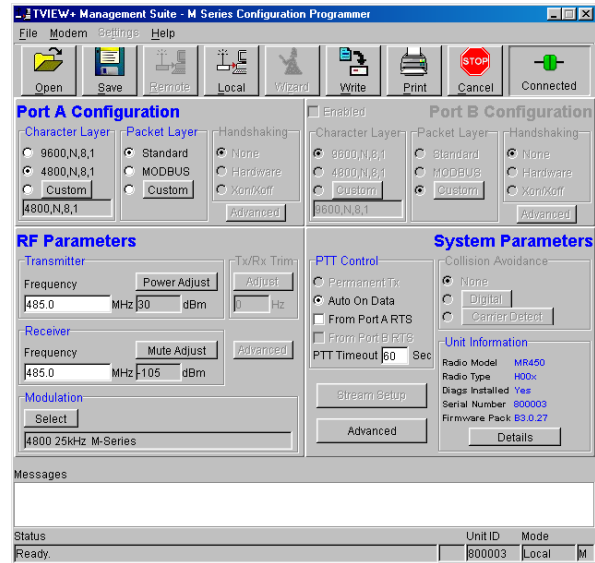 TVIEW+ Management Suite - M Series Configuration Programmer
File Modem Settings Help
Open Save Remote Local Wizard Write Print STOP Cancel Connected
Port A Configuration
Character Layer Packet Layer Handshaking
9600,N,8,1 Standard None
4800,N,8,1 MODBUS Hardware
Custom Custom Xon/Xoff
4800,N,8,1 Advanced
Enabled Port B Configuration
Character Layer Packet Layer Handshaking
9600,N,8,1 Standard None
4800,N,8,1 MODBUS Hardware
Custom Custom Xon/Xoff
9600,N,8,1 Advanced
RF Parameters
Transmitter Tx/Rx Trim
Frequency Power Adjust Adjust
485.0 MHz 30 dBm 0 Hz
Receiver
Frequency Mute Adjust Advanced
485.0 MHz -105 dBm
Modulation
Select
4800 25kHz M-Series
System Parameters
PTT Control
Permanent Tx
Auto On Data
From Port A RTS
From Port B RTS
PTT Timeout 60 Sec
Stream Setup
Advanced
Collision Avoidance
None
Digital
Carrier Detect
Unit Information
Radio Model MR450
Radio Type H00x
Diags Installed Yes
Serial Number 800003
Firmware Pack B3.0.27
Details
Messages
Status Unit ID Mode
Ready. 800003 Local M